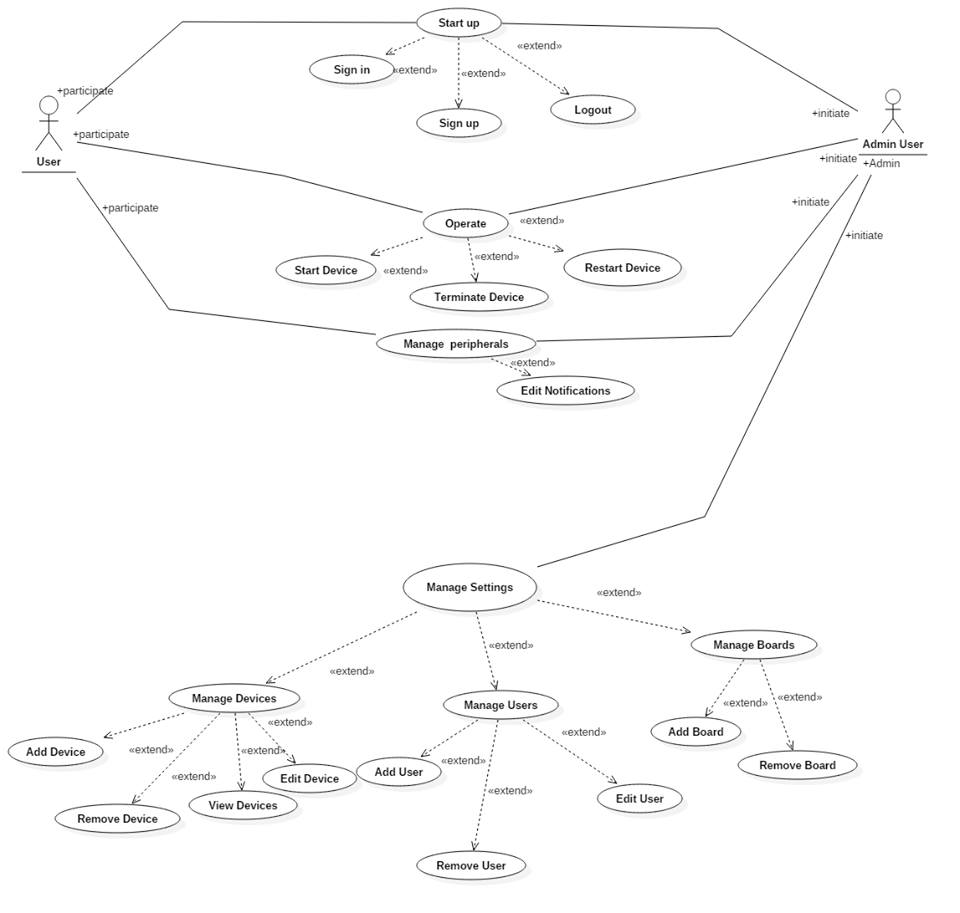 Start up
«extend»
Sign in
«extend»
«extend»
+participate
Logout
+initiate
Sign up
+participate
Admin User
User
+initiate
+Admin
+participate
+initiate
Operate
«extend»
+initiate
«extend»
Start Device
«extend»
Restart Device
Terminate Device
Manage  peripherals
«extend»
Edit Notifications
Manage Settings
«extend»
«extend»
Manage Boards
«extend»
Manage Devices
«extend»
Manage Users
«extend»
«extend»
Add Board
«extend»
Add Device
«extend»
«extend»
«extend»
Remove Board
«extend»
Edit Device
Add User
«extend»
View Devices
Edit User
Remove Device
Remove User